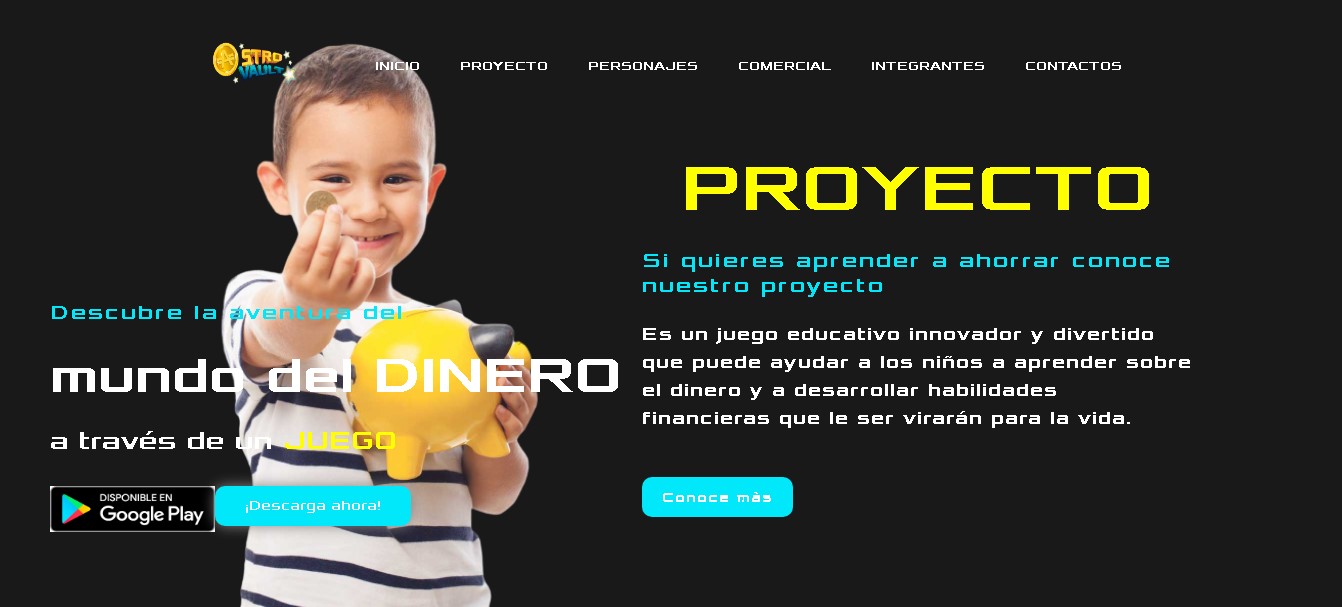 STRO
VAULT
INICIO PROYECTO PERSONAJES COMERCIAL INTEGRANTES CONTACTOS
Descubre la aventura del
mundo del DINERO
a través de un JUEGO
DISPONIBLE EN
Google Play
¡Descarga ahora!
PROYECTO
Si quieres aprender a ahorrar conoce
nuestro proyecto
Es un juego educativo innovador y divertido
que puede ayudar a los niños a aprender sobre
el dinero y a desarrollar habilidades
financieras que le ser virarán para la vida.
Conoce màs